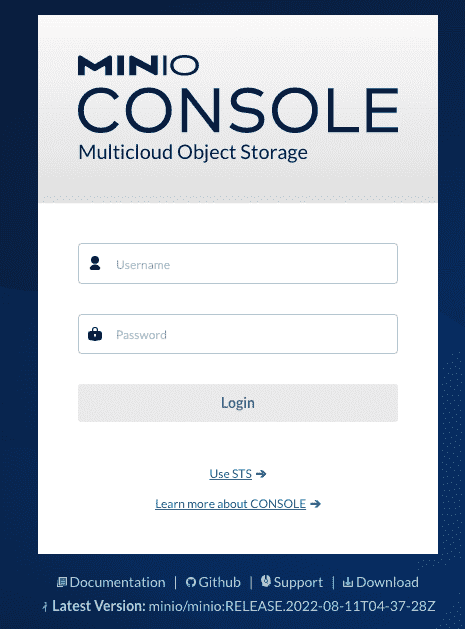 MINIO
CONSOLE
Multicloud Object Storage
Username
Password
Login
Use STS ➔
Learn more about CONSOLE ➔
Documentation | Github | Support | Download
Latest Version: minio/minio:RELEASE.2022-08-11T04-37-28Z